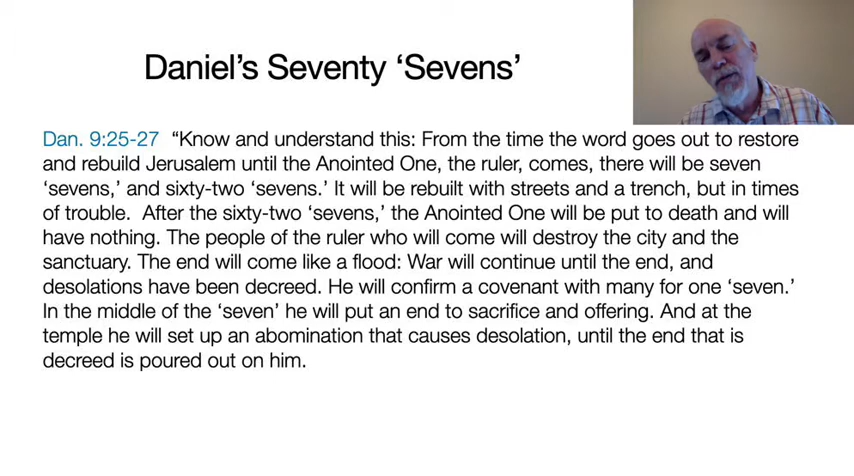 Daniel’s Seventy ‘Sevens’
Dan. 9:25-27 “Know and understand this: From the time the word goes out to restore
and rebuild Jerusalem until the Anointed One, the ruler, comes, there will be seven
‘sevens,’ and sixty-two ‘sevens.’ It will be rebuilt with streets and a trench, but in times
of trouble. After the sixty-two ‘sevens,’ the Anointed One will be put to death and will
have nothing. The people of the ruler who will come will destroy the city and the
sanctuary. The end will come like a flood: War will continue until the end, and
desolations have been decreed. He will confirm a covenant with many for one ‘seven.’
In the middle of the ‘seven’ he will put an end to sacrifice and offering. And at the
temple he will set up an abomination that causes desolation, until the end that is
decreed is poured out on him.